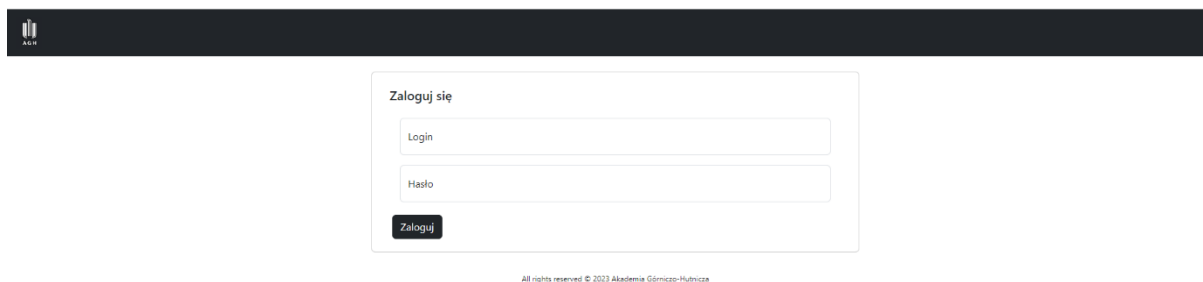 AGH
Zaloguj się
Login
Hasło
Zaloguj
All rights reserved © 2023 Akademia Górniczo-Hutnicza